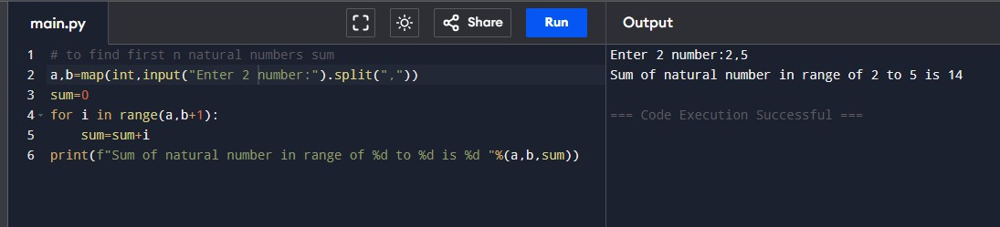 main.py
Share
Run
Output
1 # to find first n natural numbers sum
2 a,b=map(int,input("Enter 2 number:").split(","))
3 sum=0
4 for i in range(a,b+1):
5     sum=sum+i
6 print(f"Sum of natural number in range of %d to %d is %d "%(a,b,sum))
Enter 2 number:2,5
Sum of natural number in range of 2 to 5 is 14
=== Code Execution Successful ===